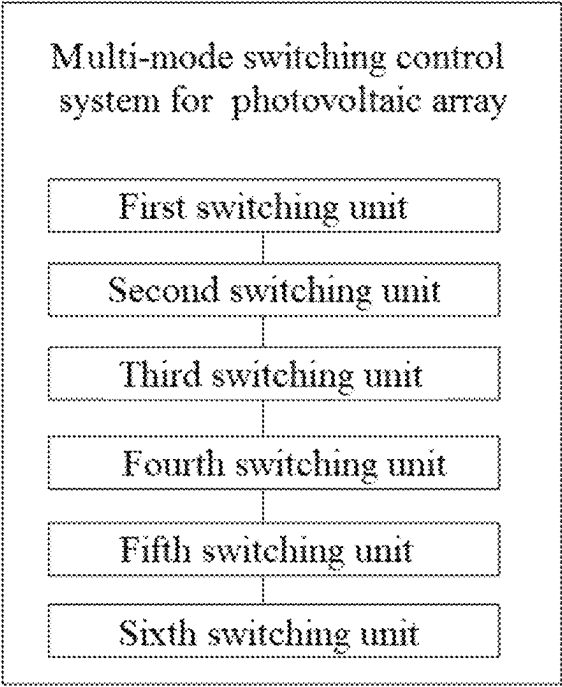 Multi-mode switching control
system for photovoltaic array
First switching unit
Second switching unit
Third switching unit
Fourth switching unit
Fifth switching unit
Sixth switching unit